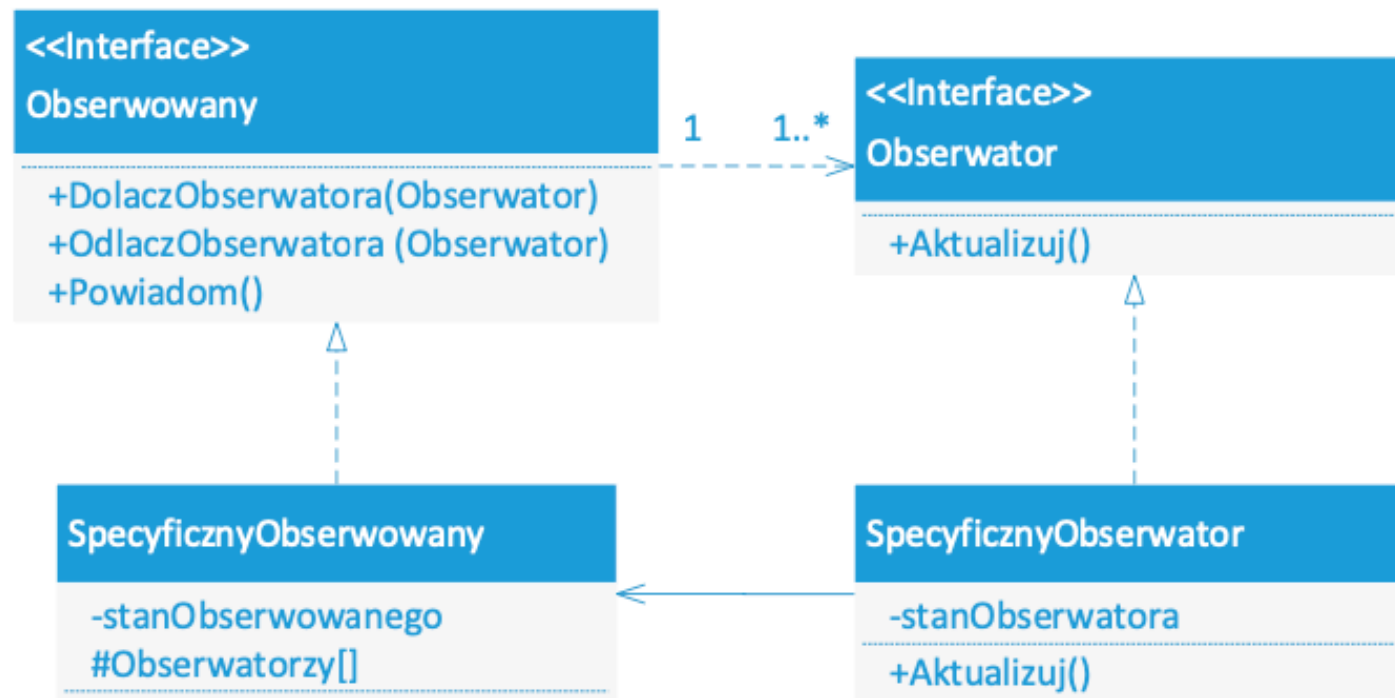 <<Interface>>
Obserwowany
+DolaczObserwatora(Obserwator)
+OdlaczObserwatora (Obserwator)
+Powiadom()
1 1..*
<<Interface>>
Obserwator
+Aktualizuj()
SpecyficznyObserwowany
-stanObserwowanego
#Obserwatorzy[]
SpecyficznyObserwator
-stanObserwatora
+Aktualizuj()